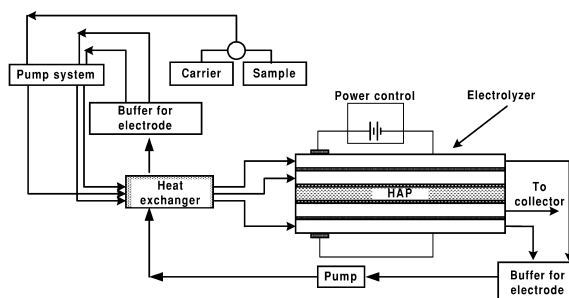 Pump system
Carrier
Sample
Buffer for
electrode
Power control
Electrolyzer
Heat
exchanger
HAP
To
collector
Pump
Buffer for
electrode